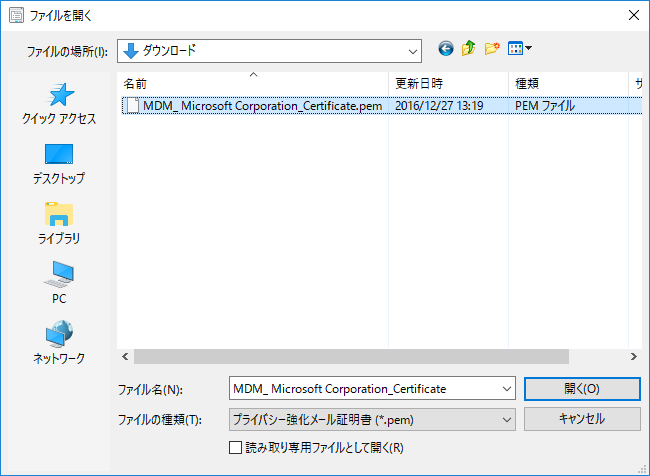 ファイルを開く
ファイルの場所(I):
ダウンロード
クイック アクセス
デスクトップ
ライブラリ
PC
ネットワーク
名前 更新日時 種類 サ
MDM_ Microsoft Corporation_Certificate.pem 2016/12/27 13:19 PEM ファイル
ファイル名(N): MDM_ Microsoft Corporation_Certificate 開く(O)
ファイルの種類(T): プライバシー強化メール証明書 (*.pem) キャンセル
読み取り専用ファイルとして開く(R)